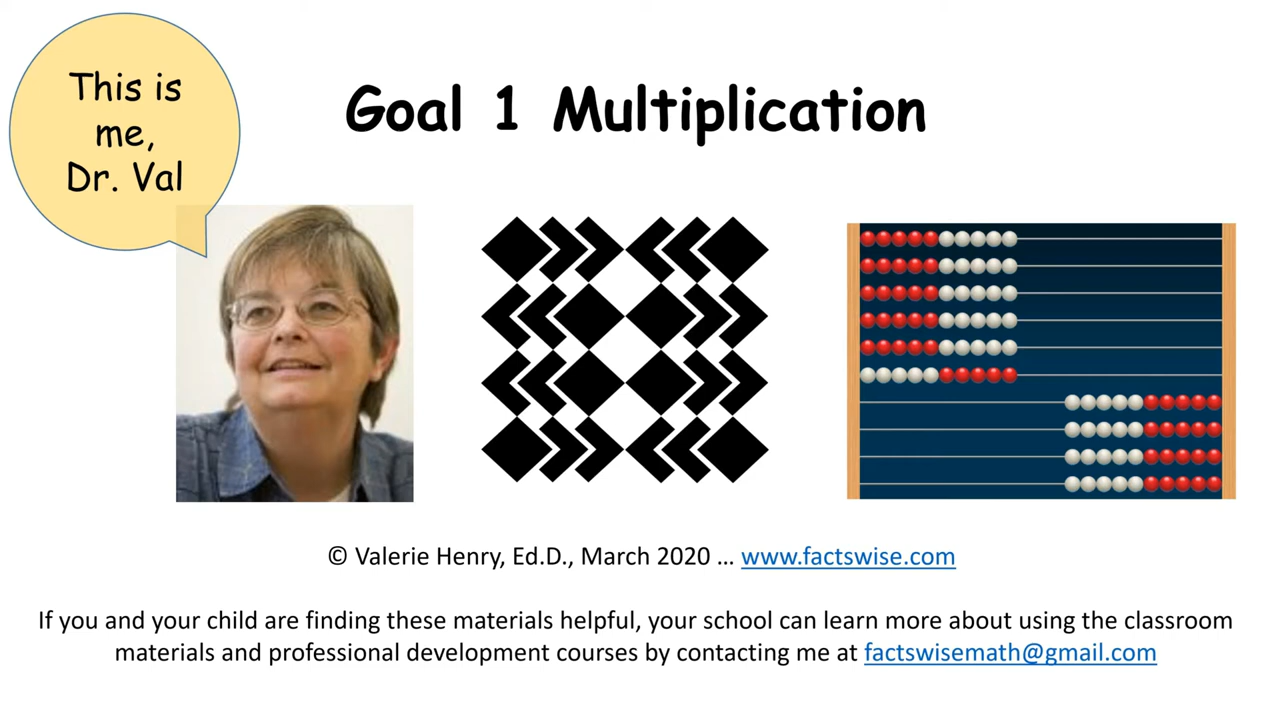 This is
me,
Dr. Val
Goal 1 Multiplication
© Valerie Henry, Ed.D., March 2020 … www.factswise.com
If you and your child are finding these materials helpful, your school can learn more about using the classroom
materials and professional development courses by contacting me at factswisemath@gmail.com